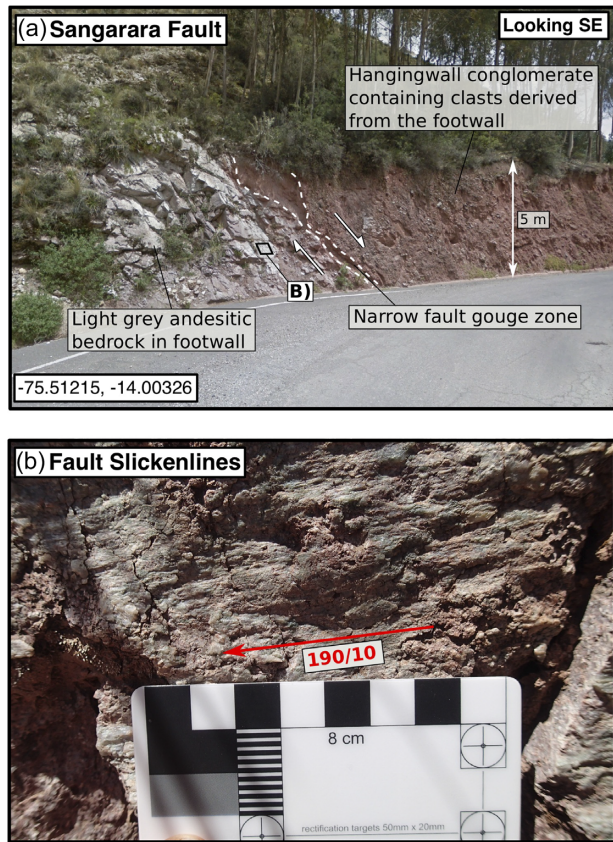 (a) Sangarara Fault
Looking SE
Hangingwall conglomerate
containing clasts derived
from the footwall
5 m
B)
Light grey andesitic
bedrock in footwall
Narrow fault gouge zone
-75.51215, -14.00326
(b) Fault Slickenlines
190/10
8 cm
rectification targets 50mm x 20mm